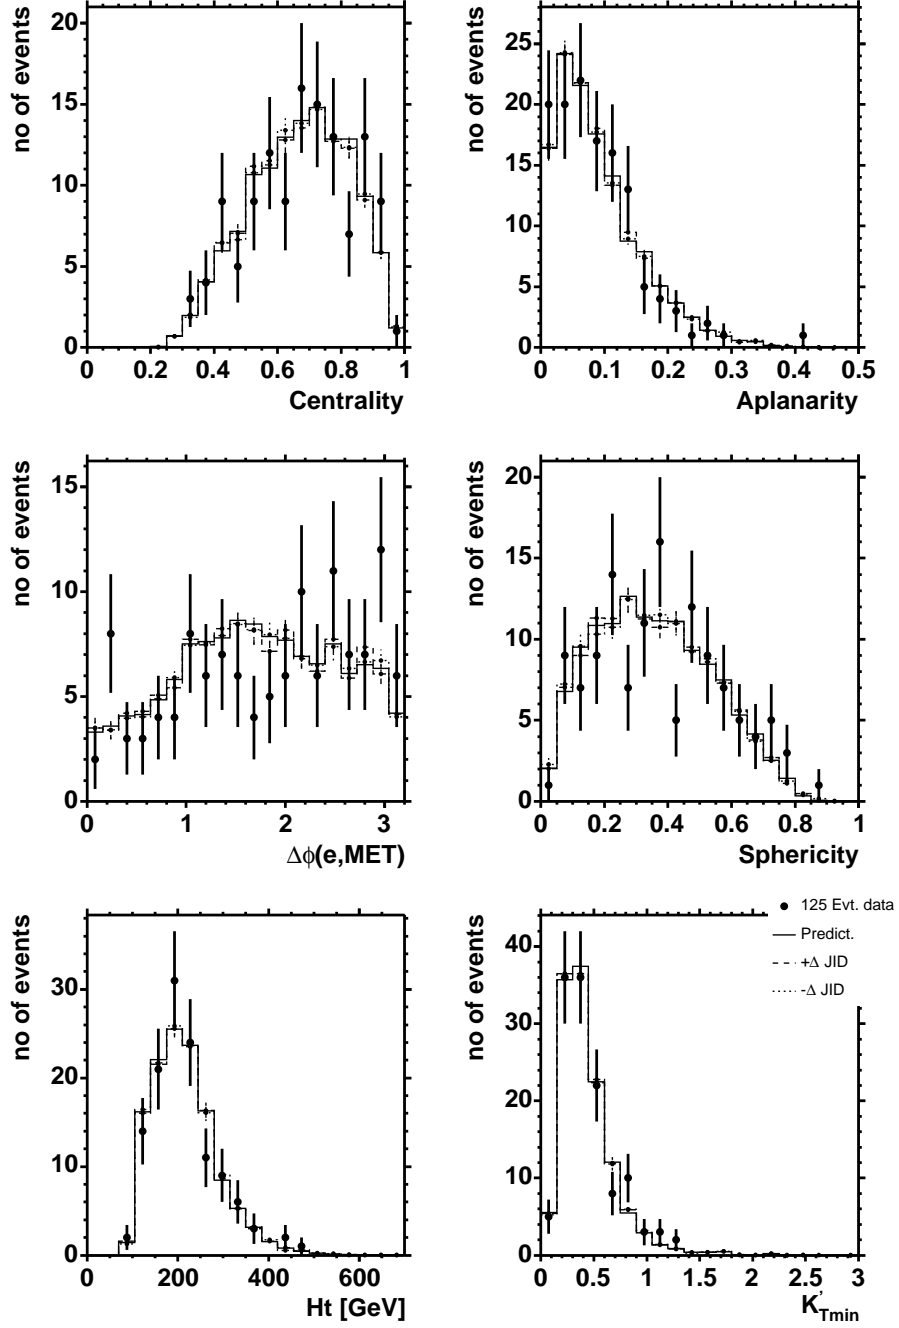 no of events
20
15
10
5
0
0 0.2 0.4 0.6 0.8 1
Centrality
no of events
25
20
15
10
5
0
0 0.1 0.2 0.3 0.4 0.5
Aplanarity
no of events
15
10
5
0
0 1 2 3
Δϕ(e,MET)
no of events
20
15
10
5
0
0 0.2 0.4 0.6 0.8 1
Sphericity
no of events
30
20
10
0
0 200 400 600
Ht [GeV]
no of events
40
30
20
10
0
0 0.5 1 1.5 2 2.5 3
K'Tmin
125 Evt. data
Predict.
+Δ JID
-Δ JID